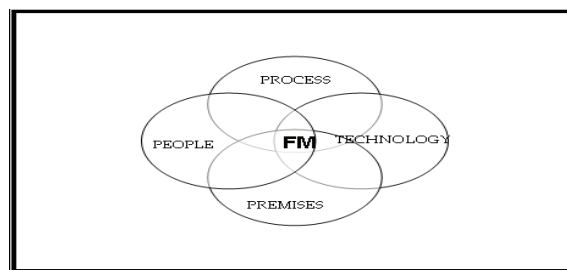 PROCESS
PEOPLE
FM
TECHNOLOGY
PREMISES